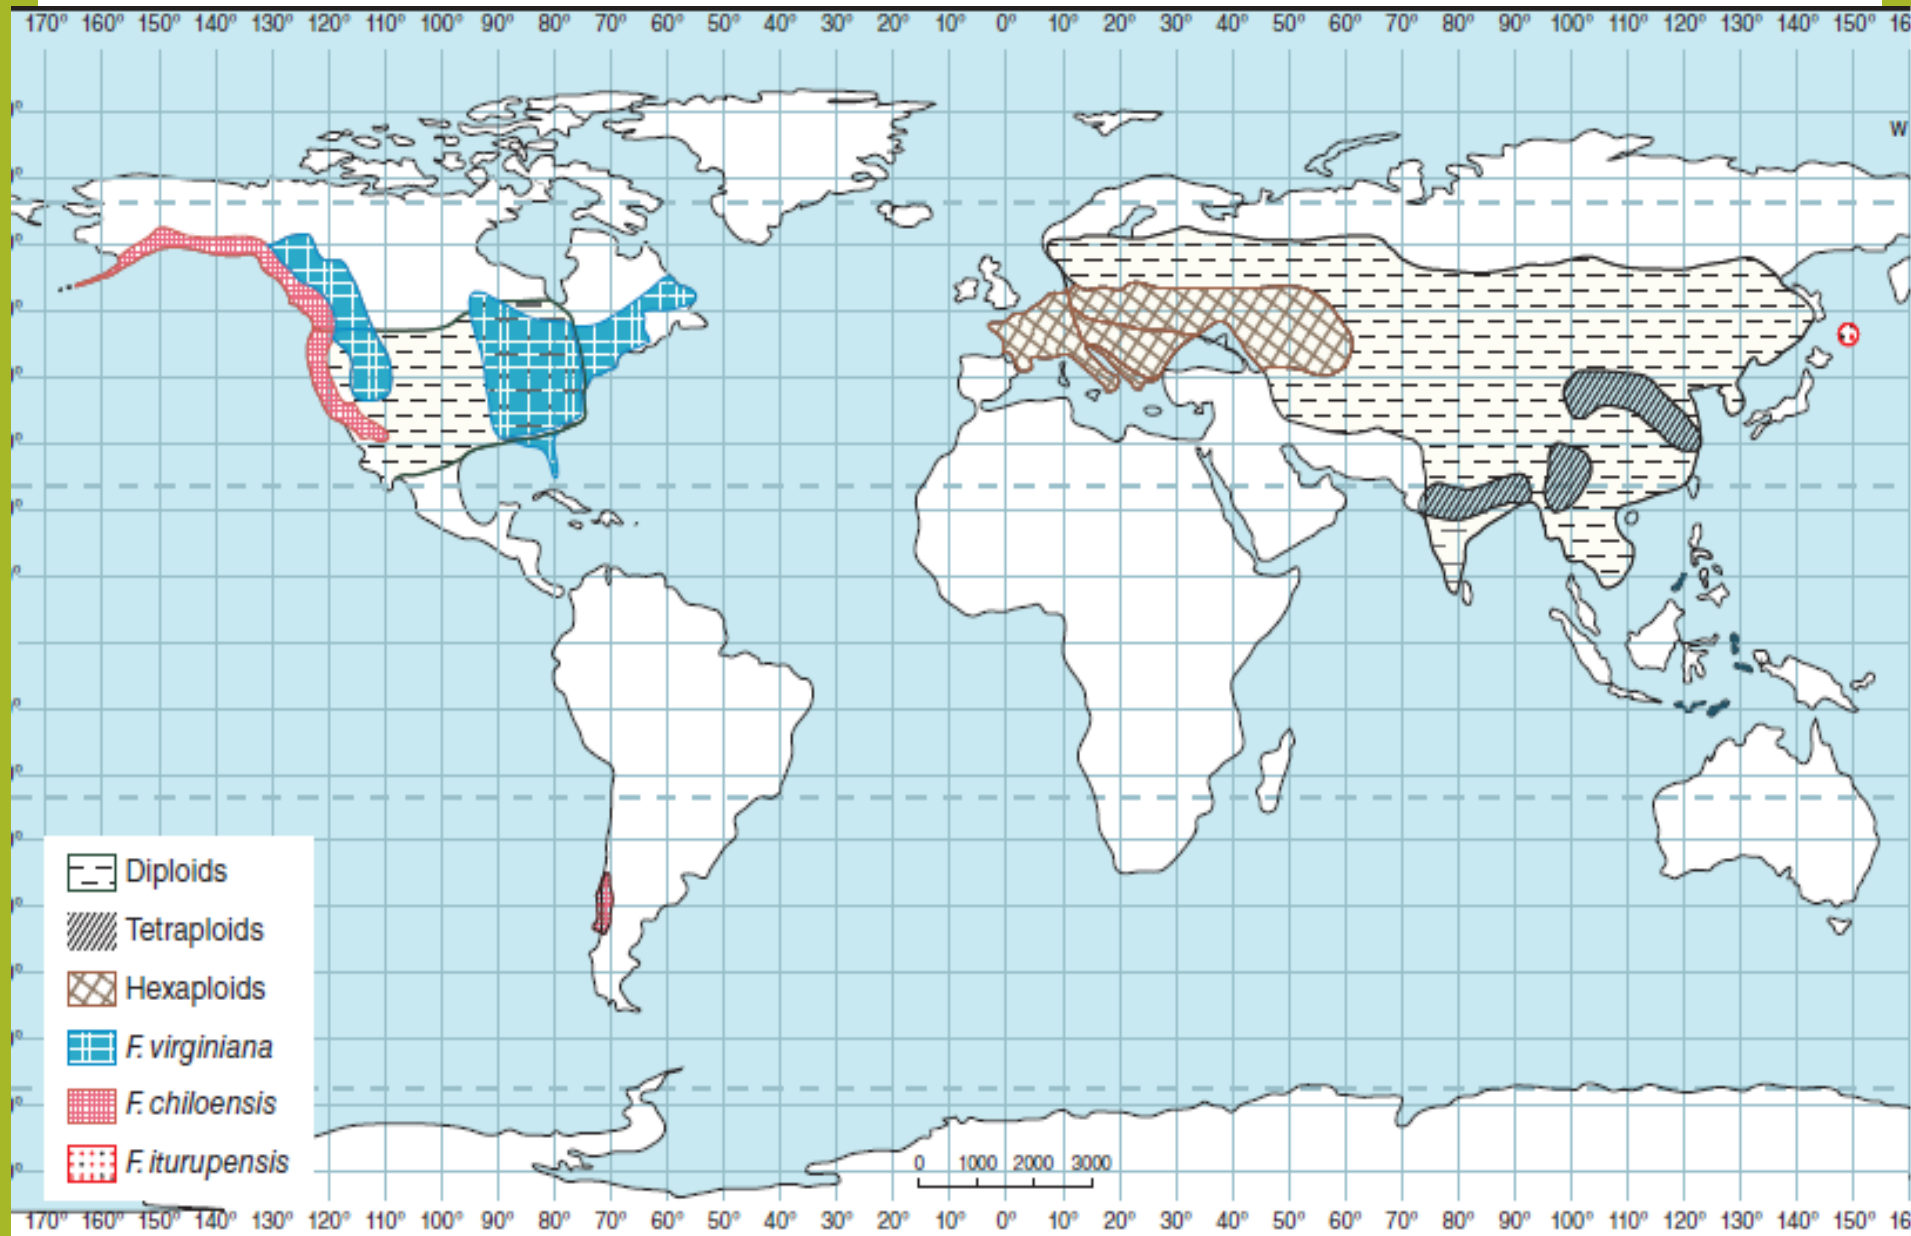 170° 160° 150° 140° 130° 120° 110° 100° 90° 80° 70° 60° 50° 40° 30° 20° 10° 0° 10° 20° 30° 40° 50° 60° 70° 80° 90° 100° 110° 120° 130° 140° 150° 16
W
Diploids
Tetraploids
Hexaploids
F. virginiana
F. chiloensis
F. iturupensis
0 1000 2000 3000
170° 160° 150° 140° 130° 120° 110° 100° 90° 80° 70° 60° 50° 40° 30° 20° 10° 0° 10° 20° 30° 40° 50° 60° 70° 80° 90° 100° 110° 120° 130° 140° 150° 16